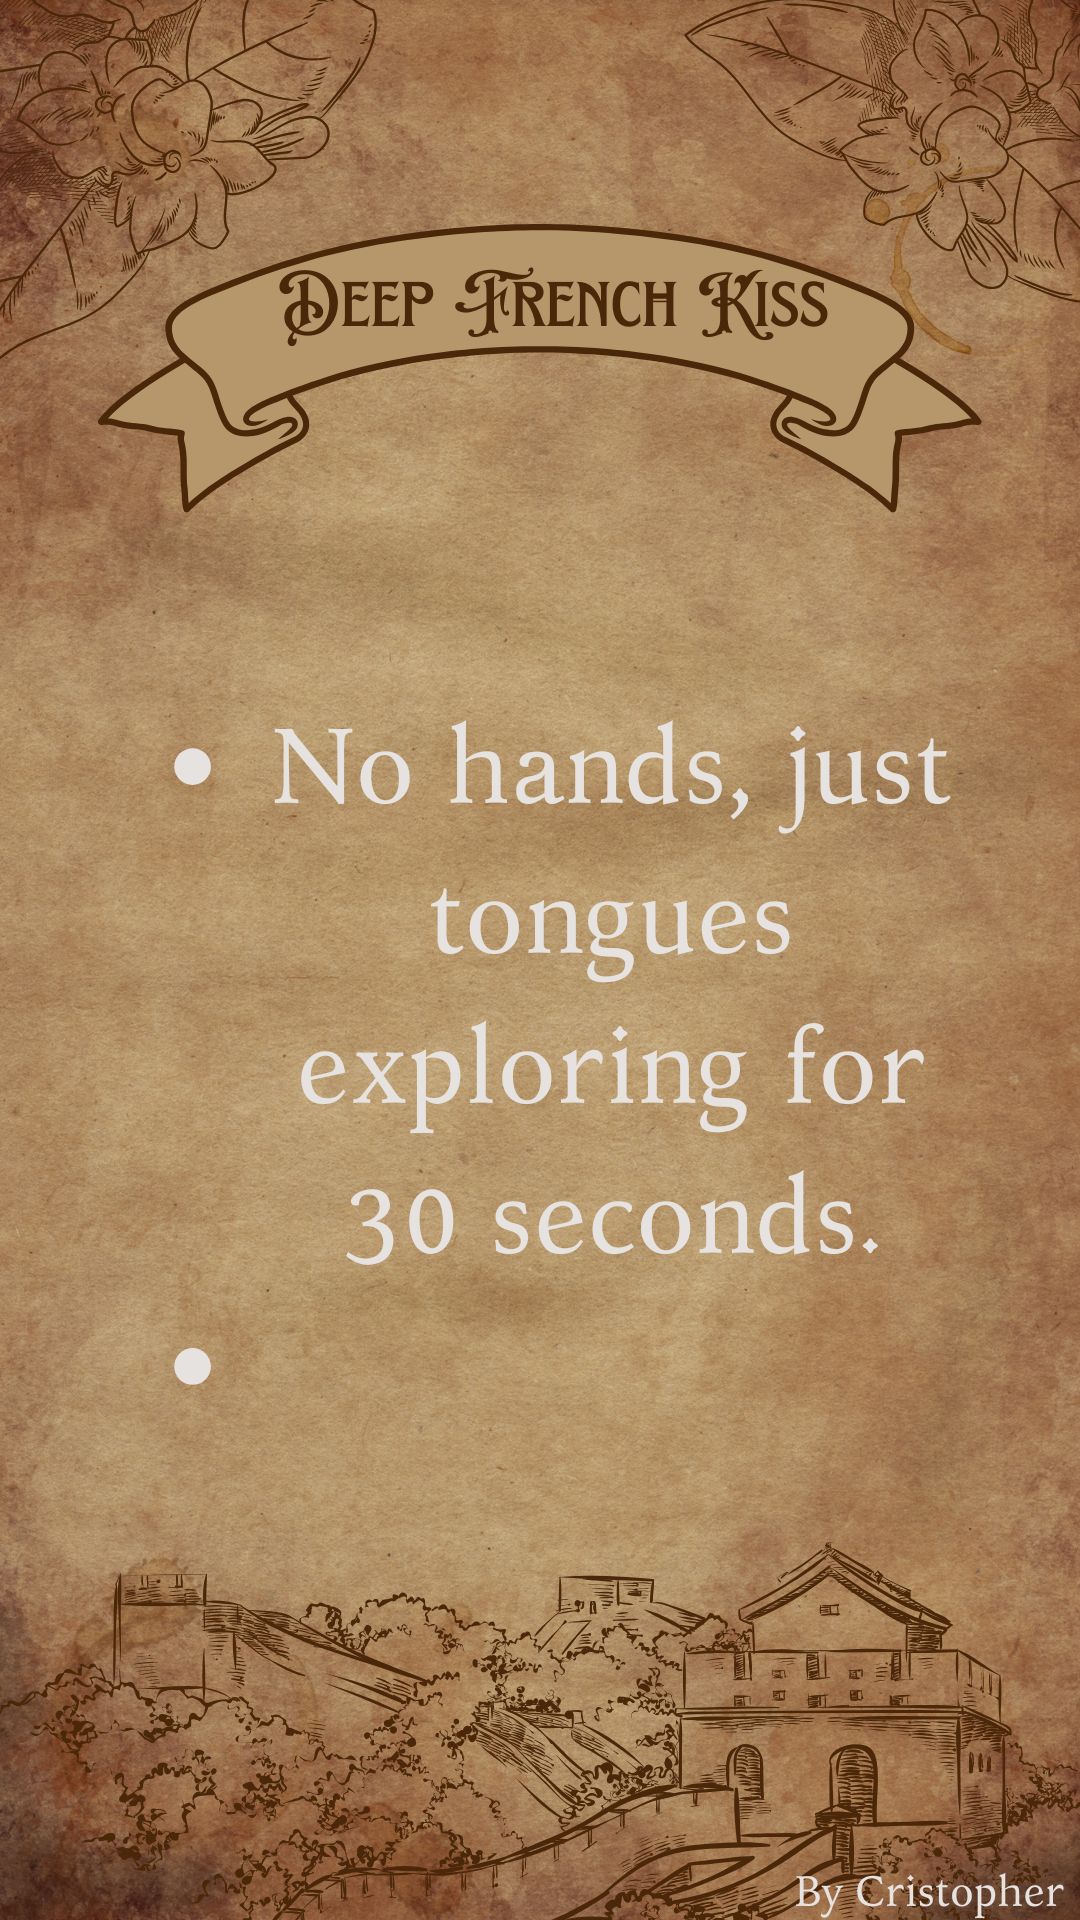 Deep French Kiss
• No hands, just
tongues
exploring for
30 seconds.
•
By Cristopher